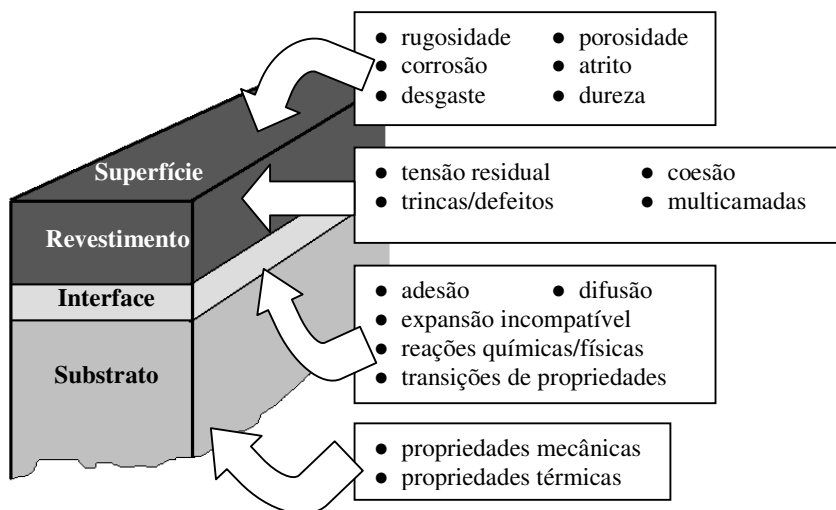 ● rugosidade ● porosidade
● corrosão ● atrito
● desgaste ● dureza
Superfície
● tensão residual ● coesão
● trincas/defeitos ● multicamadas
Revestimento
Interface
● adesão ● difusão
● expansão incompatível
● reações químicas/físicas
● transições de propriedades
Substrato
● propriedades mecânicas
● propriedades térmicas